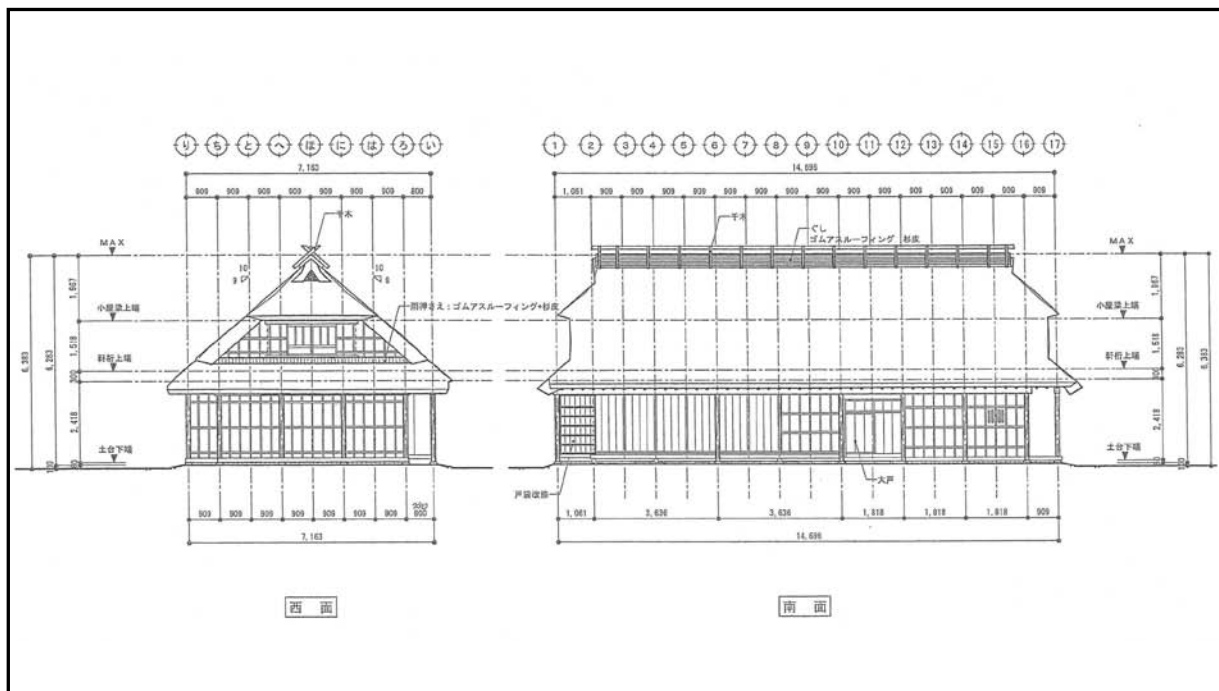 り ち と へ ほ に は ろ い
7,163
909 909 909 909 909 909 909 800
千木
MAX
10
10
小屋梁上端
雨押さえ：ゴムアスルーフィング+杉皮
軒桁上端
土台下端
6,383
6,283
1,518
300
2,418
100
909 909 909 909 909 909 909
7,163
西面
1 2 3 4 5 6 7 8 9 10 11 12 13 14 15 16 17
14,696
1,061 909 909 909 909 909 909 909 909 909 909 909 909 909 909 909
千木
ぐし
ゴムアスルーフィング 杉皮
MAX
小屋梁上端
軒桁上端
土台下端
1,518
300
2,418
100
6,283
6,383
戸袋改修
大戸
1,061 3,636 3,636 1,818 1,818 1,818 909
14,696
南面